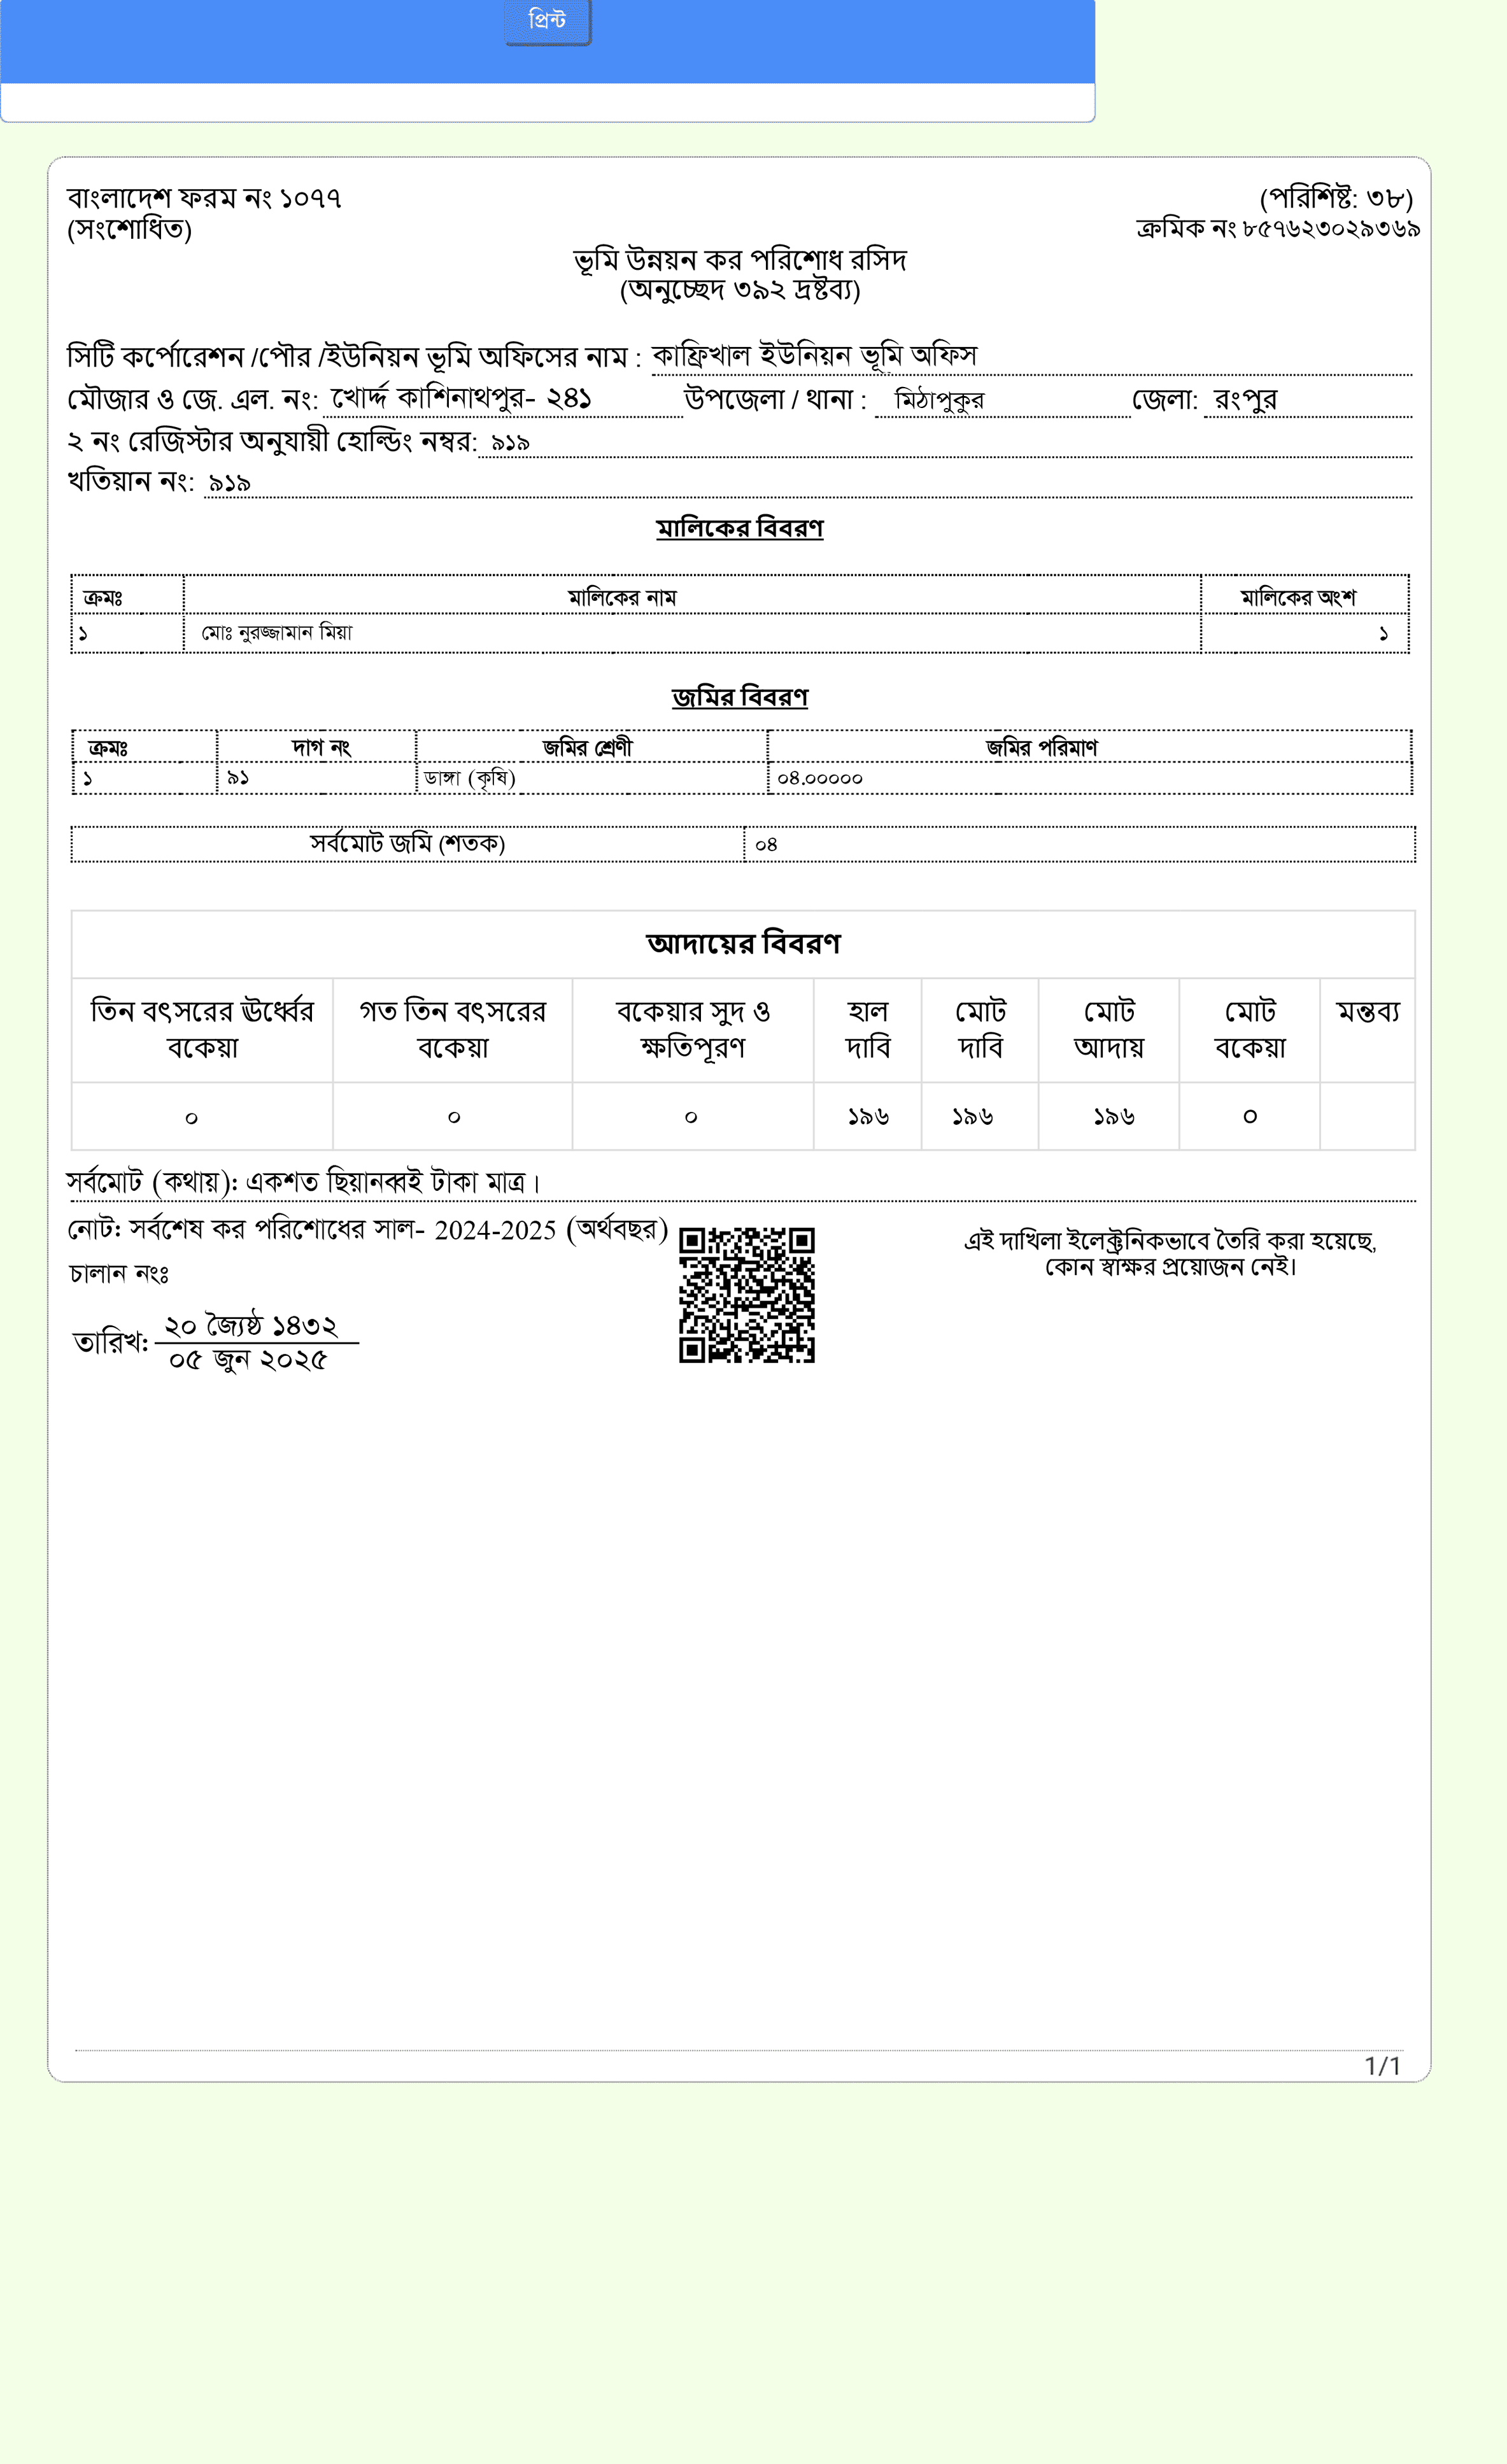 প্রিন্ট
বাংলাদেশ ফরম নং ১০৭৭
(সংশোধিত)
(পরিশিষ্ট: ৩৮)
ক্রমিক নং ৮৫৭৬২৩০২৯৩৬৯
ভূমি উন্নয়ন কর পরিশোধ রসিদ
(অনুচ্ছেদ ৩৯২ দ্রষ্টব্য)
সিটি কর্পোরেশন /পৌর /ইউনিয়ন ভূমি অফিসের নাম : কাফ্রিখাল ইউনিয়ন ভূমি অফিস
মৌজার ও জে. এল. নং: খোর্দ্দ কাশিনাথপুর- ২৪১ উপজেলা / থানা : মিঠাপুকুর জেলা: রংপুর
২ নং রেজিস্টার অনুযায়ী হোল্ডিং নম্বর: ৯১৯
খতিয়ান নং: ৯১৯
মালিকের বিবরণ
ক্রমঃ মালিকের নাম মালিকের অংশ
১ মোঃ নুরজ্জামান মিয়া ১
জমির বিবরণ
ক্রমঃ দাগ নং জমির শ্রেণী জমির পরিমাণ
১ ৯১ ডাঙ্গা (কৃষি) ০৪.০০০০০
সর্বমোট জমি (শতক) ০৪
আদায়ের বিবরণ
তিন বৎসরের ঊর্ধ্বের বকেয়া গত তিন বৎসরের বকেয়া বকেয়ার সুদ ও ক্ষতিপূরণ হাল দাবি মোট দাবি মোট আদায় মোট বকেয়া মন্তব্য
০ ০ ০ ১৯৬ ১৯৬ ১৯৬ ০
সর্বমোট (কথায়): একশত ছিয়ানব্বই টাকা মাত্র।
নোট: সর্বশেষ কর পরিশোধের সাল- 2024-2025 (অর্থবছর)
চালান নংঃ
তারিখ: ২০ জ্যৈষ্ঠ ১৪৩২
০৫ জুন ২০২৫
এই দাখিলা ইলেক্ট্রনিকভাবে তৈরি করা হয়েছে,
কোন স্বাক্ষর প্রয়োজন নেই।
1/1